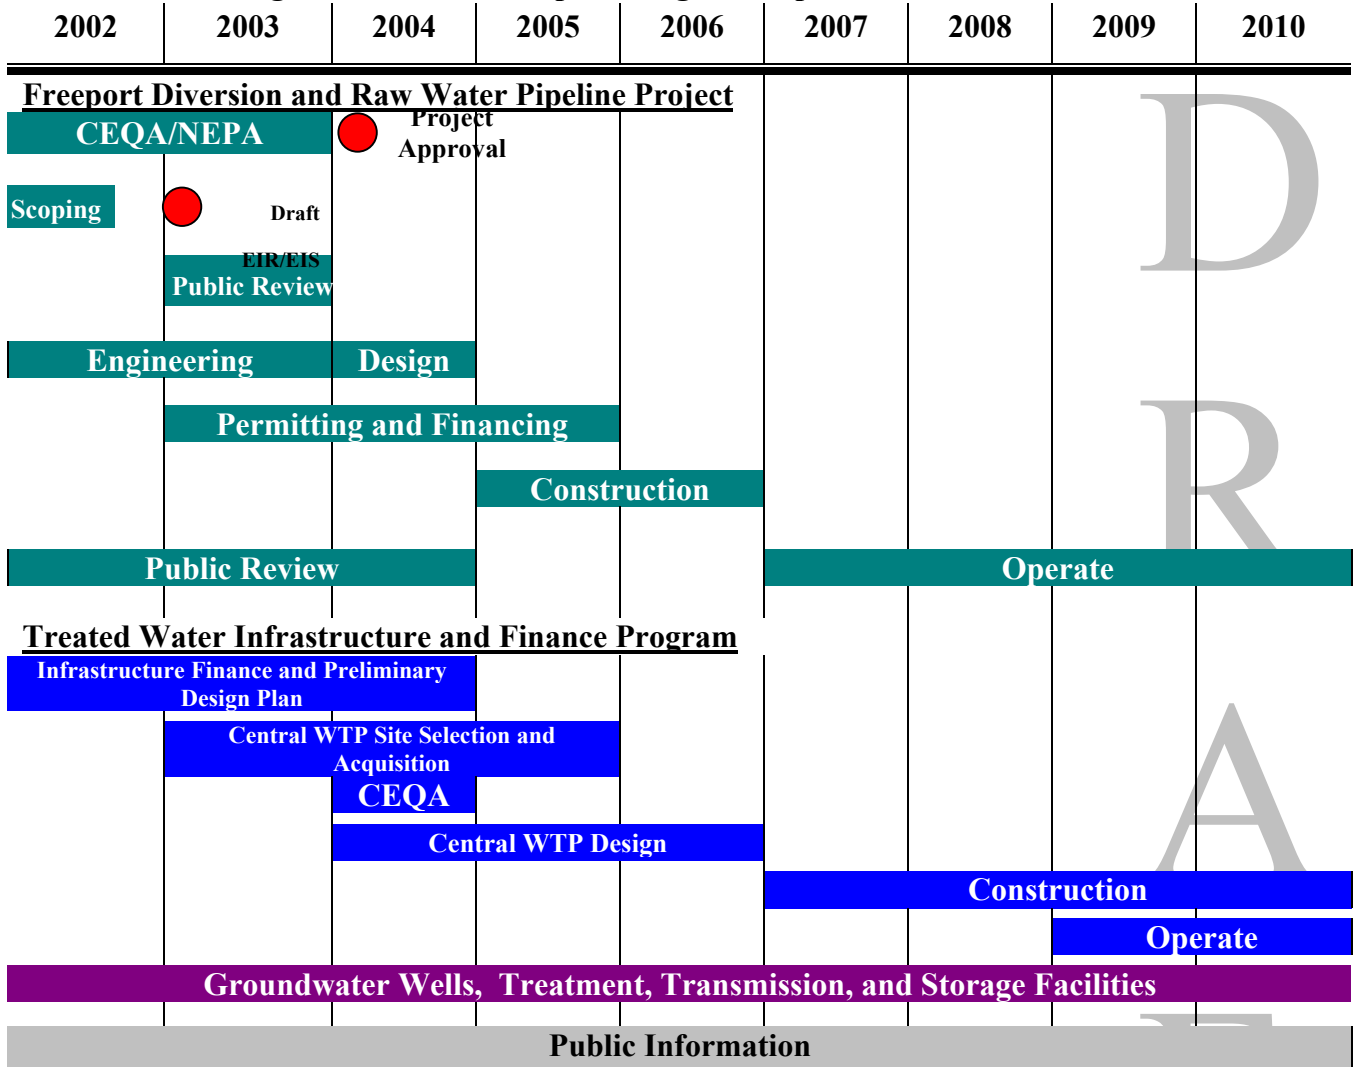 2002 2003 2004 2005 2006 2007 2008 2009 2010
Freeport Diversion and Raw Water Pipeline Project
CEQA/NEPA
Project
Approval
Scoping
Draft
EIR/EIS
Public Review
Engineering
Design
Permitting and Financing
Construction
Public Review
Operate
Treated Water Infrastructure and Finance Program
Infrastructure Finance and Preliminary
Design Plan
Central WTP Site Selection and
Acquisition
CEQA
Central WTP Design
Construction
Operate
Groundwater Wells, Treatment, Transmission, and Storage Facilities
Public Information
D
R
A